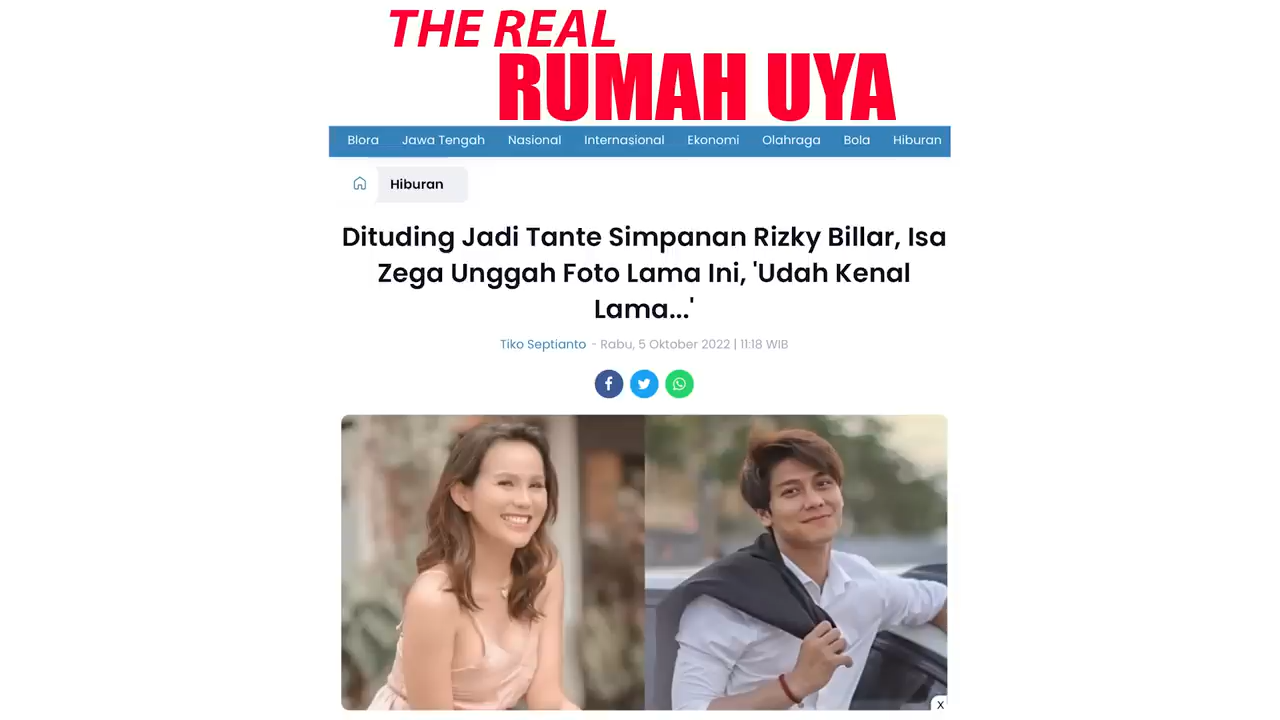 THE REAL
RUMAH UYA
Blora Jawa Tengah Nasional Internasional Ekonomi Olahraga Bola Hiburan
Hiburan
Dituding Jadi Tante Simpanan Rizky Billar, Isa
Zega Unggah Foto Lama Ini, 'Udah Kenal
Lama...'
Tiko Septianto - Rabu, 5 Oktober 2022 | 11:18 WIB
X